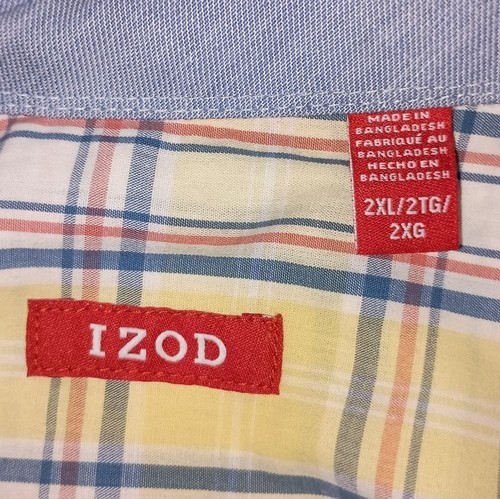 MADE IN
BANGLADESH
FABRIQUÉ AU
BANGLADESH
HECHO EN
BANGLADESH
2XL/2TG/
2XG
IZOD